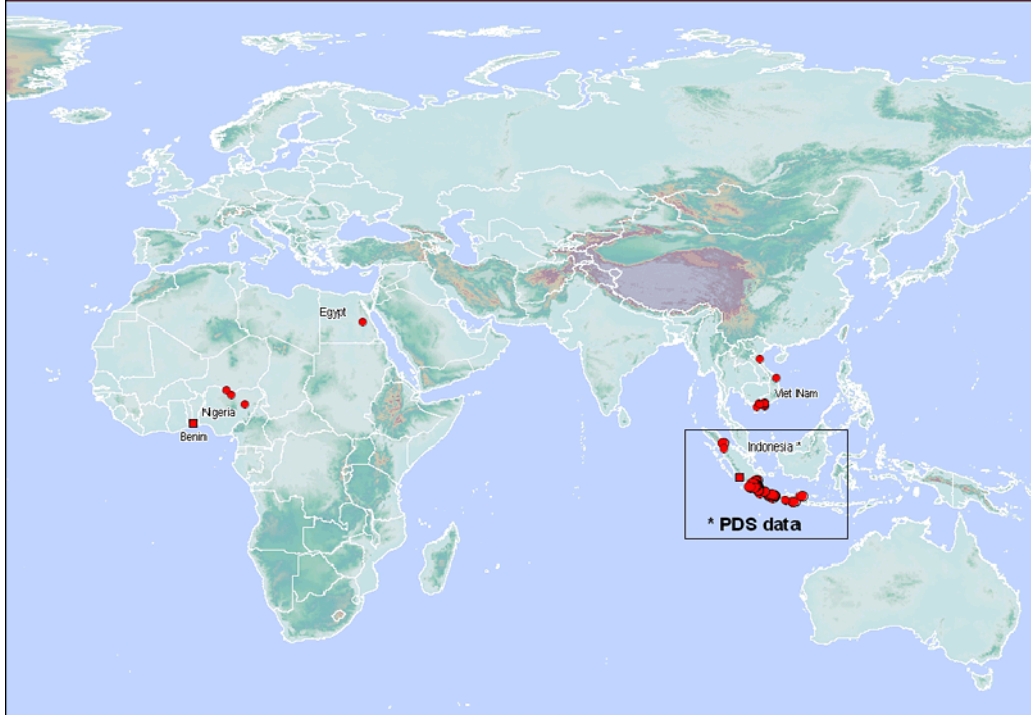 Egypt
Viet Nam
Nigeria
Benin
Indonesia *
* PDS data